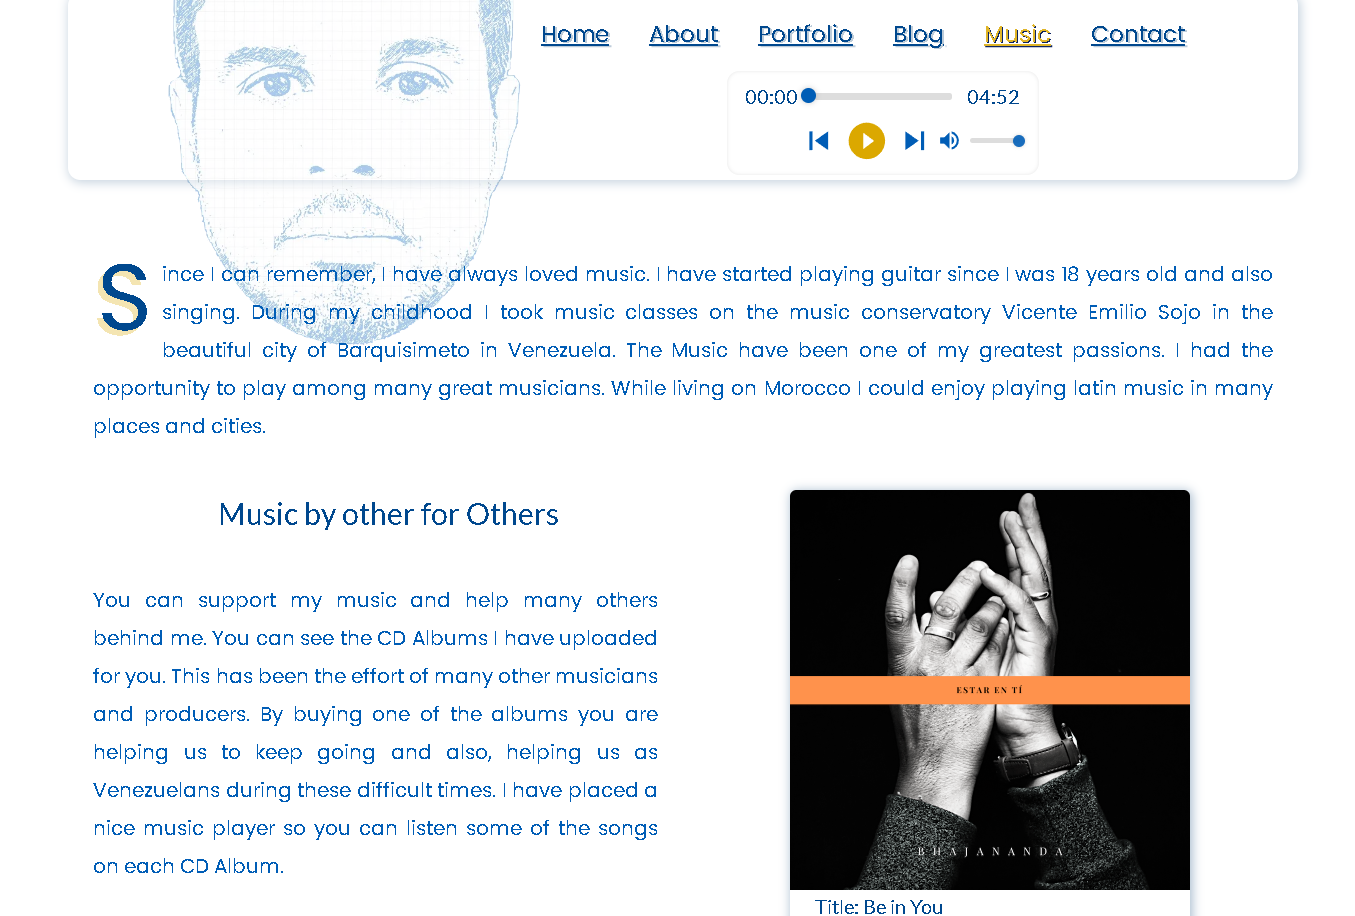 Home About Portfolio Blog Music Contact
00:00 04:52
Since I can remember, I have always loved music. I have started playing guitar since I was 18 years old and also
singing. During my childhood I took music classes on the music conservatory Vicente Emilio Sojo in the
beautiful city of Barquisimeto in Venezuela. The Music have been one of my greatest passions. I had the
opportunity to play among many great musicians. While living on Morocco I could enjoy playing latin music in many
places and cities.
Music by other for Others
You can support my music and help many others
behind me. You can see the CD Albums I have uploaded
for you. This has been the effort of many other musicians
and producers. By buying one of the albums you are
helping us to keep going and also, helping us as
Venezuelans during these difficult times. I have placed a
nice music player so you can listen some of the songs
on each CD Album.
ESTAR EN TÍ
BHAJANANDA
Title: Be in You